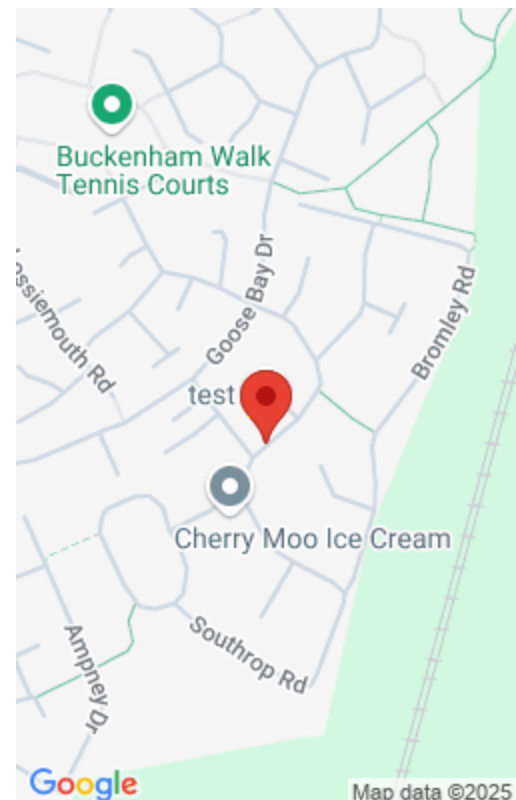 Buckenham Walk
Tennis Courts
Goose Bay Dr
ossiemouth Rd
Bromley Rd
test
Cherry Moo Ice Cream
Southrop Rd
Ampney Dr
Google
Map data ©2025